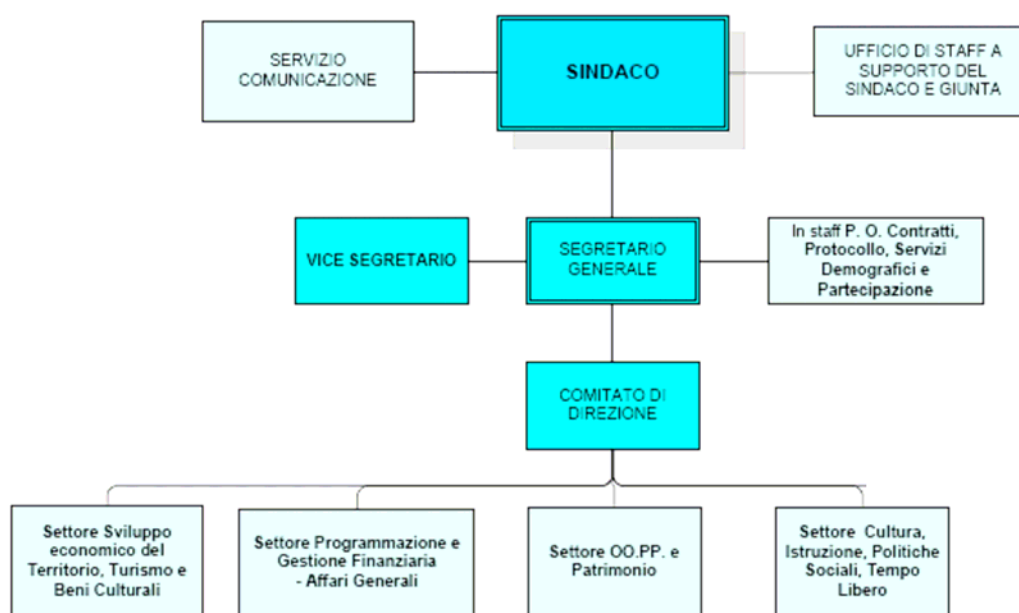 SERVIZIO
COMUNICAZIONE
SINDACO
UFFICIO DI STAFF A
SUPPORTO DEL
SINDACO E GIUNTA
VICE SEGRETARIO
SEGRETARIO
GENERALE
In staff P. O. Contratti,
Protocollo, Servizi
Demografici e
Partecipazione
COMITATO DI
DIREZIONE
Settore Sviluppo
economico del
Territorio, Turismo e
Beni Culturali
Settore Programmazione e
Gestione Finanziaria
- Affari Generali
Settore OO.PP. e
Patrimonio
Settore Cultura,
Istruzione, Politiche
Sociali, Tempo
Libero